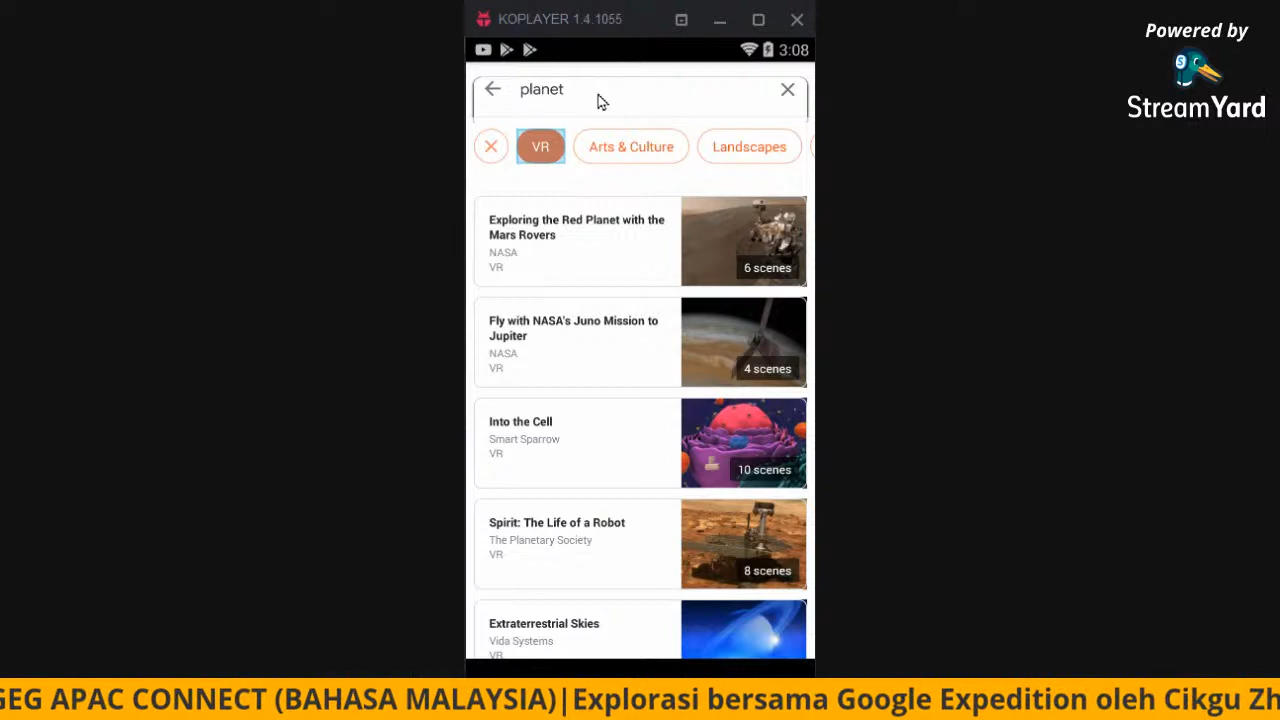 KOPLAYER 1.4.1055
3:08
planet
VR
Arts & Culture
Landscapes
Exploring the Red Planet with the
Mars Rovers
NASA
VR
6 scenes
Fly with NASA's Juno Mission to
Jupiter
NASA
VR
4 scenes
Into the Cell
Smart Sparrow
VR
10 scenes
Spirit: The Life of a Robot
The Planetary Society
VR
8 scenes
Extraterrestrial Skies
Vida Systems
VR
Powered by
S
StreamYard
GEG APAC CONNECT (BAHASA MALAYSIA)|Explorasi bersama Google Expedition oleh Cikgu Zh